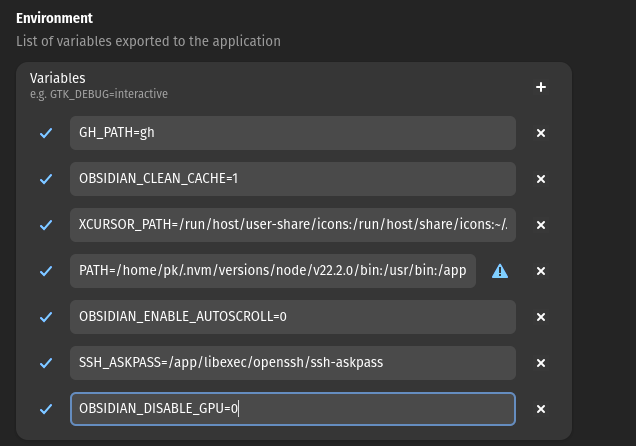 Environment
List of variables exported to the application
Variables
e.g. GTK_DEBUG=interactive
GH_PATH=gh
OBSIDIAN_CLEAN_CACHE=1
XCURSOR_PATH=/run/host/user-share/icons:/run/host/share/icons:~/.
PATH=/home/pk/.nvm/versions/node/v22.2.0/bin:/usr/bin:/app
OBSIDIAN_ENABLE_AUTOSCROLL=0
SSH_ASKPASS=/app/libexec/openssh/ssh-askpass
OBSIDIAN_DISABLE_GPU=0